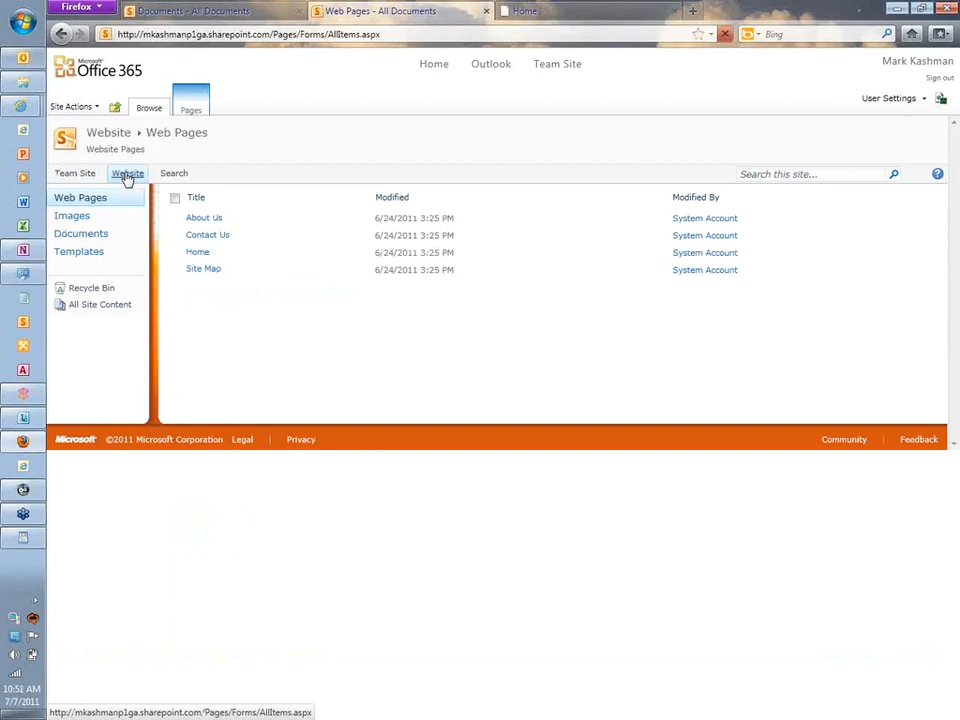 Firefox
Documents - All Documents
Web Pages - All Documents
Home
http://mkashmanp1ga.sharepoint.com/Pages/Forms/AllItems.aspx
Bing
Microsoft
Office 365
Home
Outlook
Team Site
Mark Kashman
Sign out
Site Actions
Browse
Pages
User Settings
Website
Web Pages
Website Pages
Team Site
Website
Search
Search this site...
Web Pages
Title
Modified
Modified By
Images
Documents
Templates
About Us
6/24/2011 3:25 PM
System Account
Contact Us
6/24/2011 3:25 PM
System Account
Home
6/24/2011 3:25 PM
System Account
Site Map
6/24/2011 3:25 PM
System Account
Recycle Bin
All Site Content
Microsoft
©2011 Microsoft Corporation
Legal
|
Privacy
Community
|
Feedback
10:51 AM
7/7/2011
http://mkashmanp1ga.sharepoint.com/Pages/Forms/AllItems.aspx